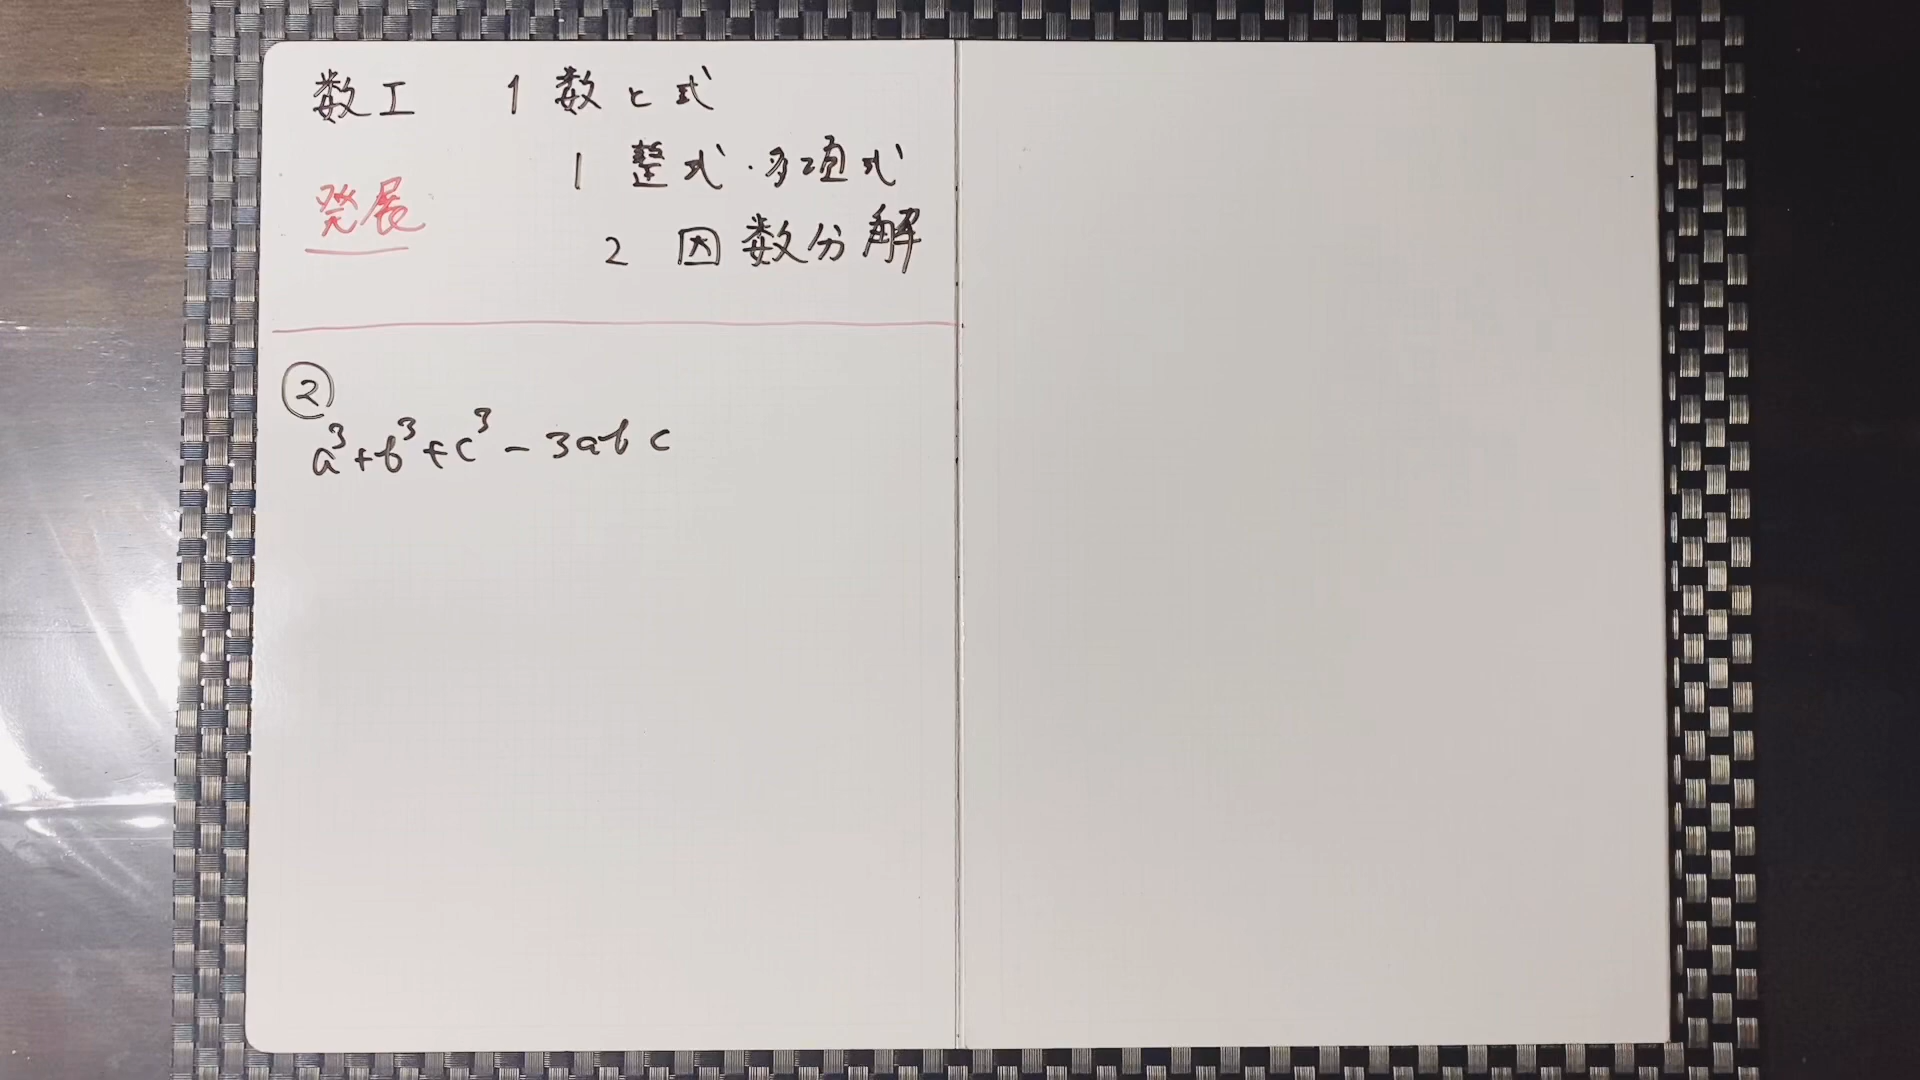 数I 1 数と式
1 整式・多項式
発展
2 因数分解
②
a³+b³+c³-3abc